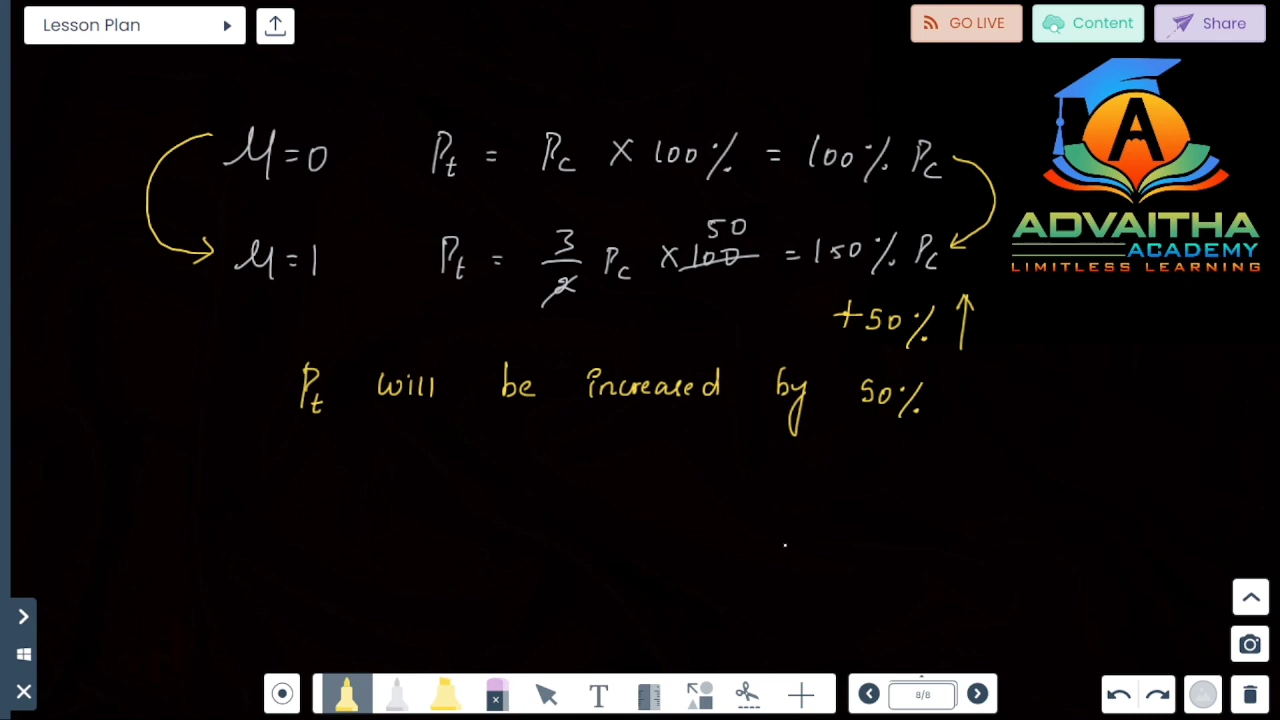 Lesson Plan
GO LIVE
Content
Share
μ=0 Pt = Pc × 100% = 100% Pc
μ=1 Pt = 3/2 Pc × 100 50 = 150% Pc
+50% ↑
Pt will be increased by 50%
A
ADVAITHA
ACADEMY
LIMITLESS LEARNING
T
8/8